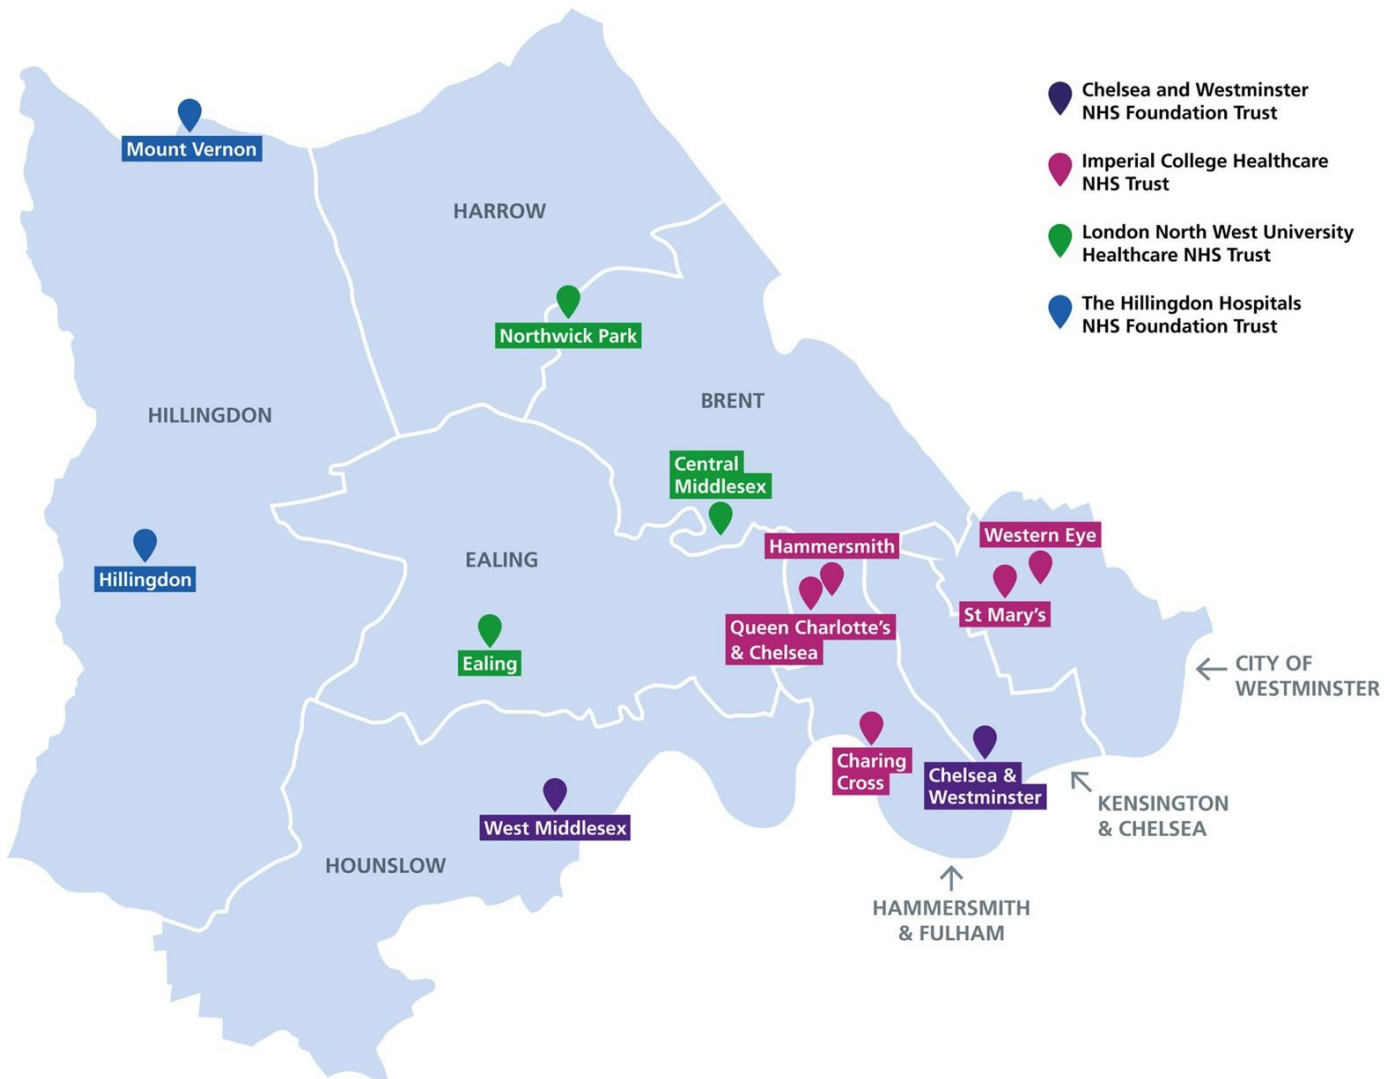 Chelsea and Westminster
NHS Foundation Trust
Imperial College Healthcare
NHS Trust
London North West University
Healthcare NHS Trust
The Hillingdon Hospitals
NHS Foundation Trust
Mount Vernon
HARROW
Northwick Park
HILLINGDON
BRENT
Central
Middlesex
Hillingdon
EALING
Ealing
Hammersmith
Queen Charlotte's
& Chelsea
Western Eye
St Mary's
CITY OF
WESTMINSTER
Charing
Cross
Chelsea &
Westminster
KENSINGTON
& CHELSEA
West Middlesex
HOUNSLOW
HAMMERSMITH
& FULHAM